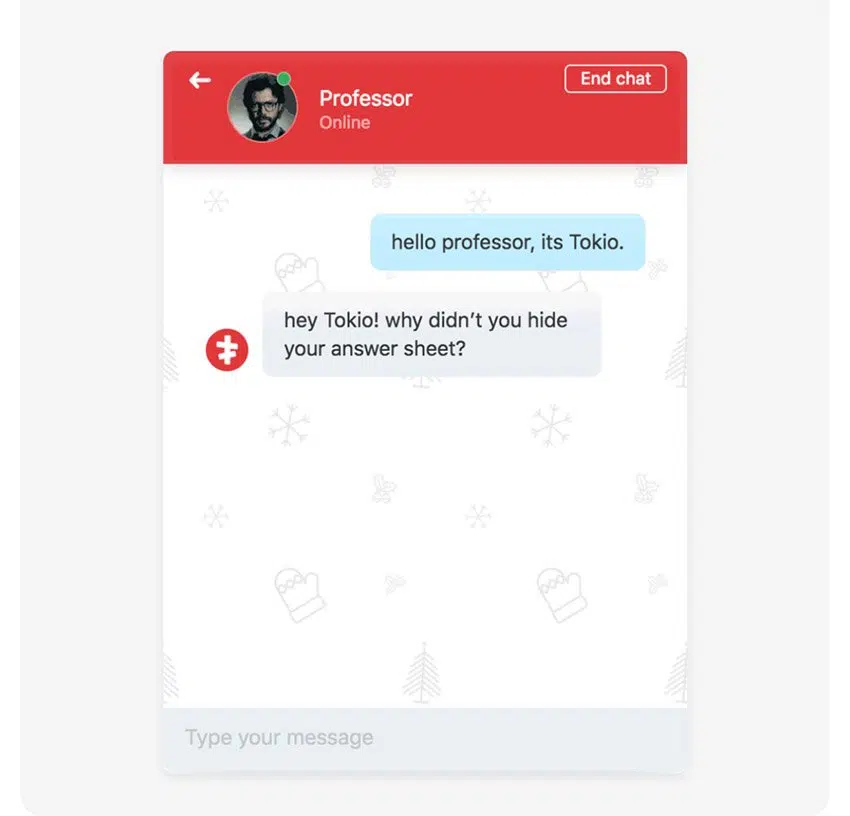 Professor
Online
End chat
hello professor, its Tokio.
hey Tokio! why didn’t you hide
your answer sheet?
Type your message